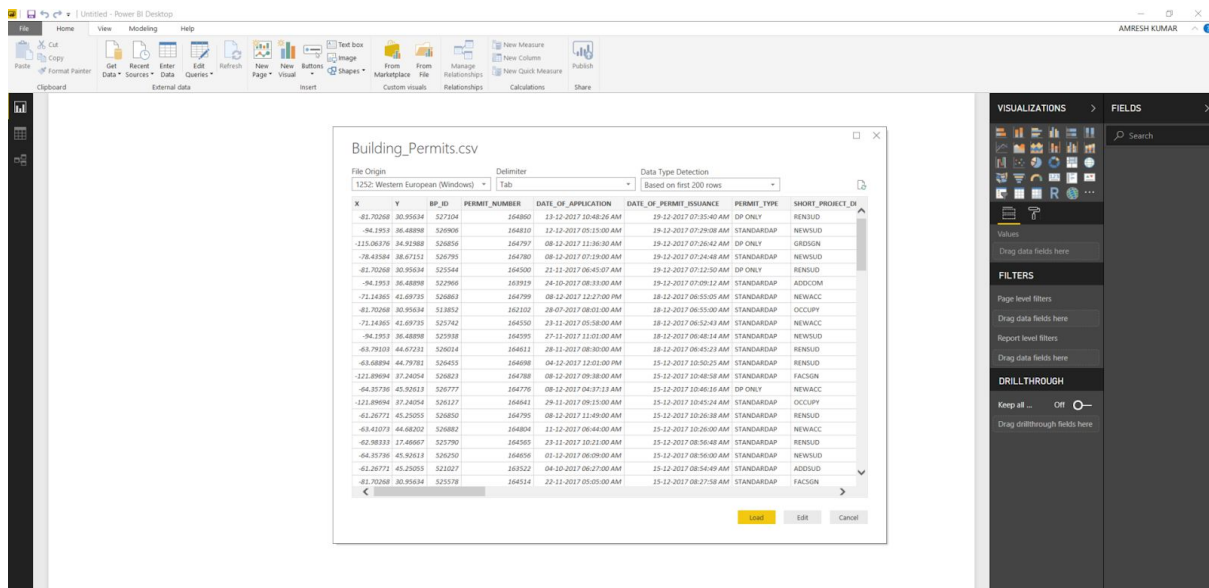 Untitled - Power BI Desktop
File Home View Modeling Help AMRESH KUMAR
Paste
Cut
Copy
Format Painter
Get Data
Recent Sources
Enter Data
Edit Queries
Refresh
New Page
New Visual
Buttons
Text box
Image
Shapes
From Marketplace
From File
Manage Relationships
New Measure
New Column
New Quick Measure
Publish
Clipboard External data Insert Custom visuals Relationships Calculations Share
Building_Permits.csv
File Origin Delimiter Data Type Detection
1252: Western European (Windows) Tab Based on first 200 rows
X Y BP_ID PERMIT_NUMBER DATE_OF_APPLICATION DATE_OF_PERMIT_ISSUANCE PERMIT_TYPE SHORT_PROJECT_DI
-81.70268 30.95634 527104 164860 13-12-2017 10:48:26 AM 19-12-2017 07:35:40 AM DP ONLY REN3UD
-94.1953 36.48898 526906 164810 12-12-2017 05:15:00 AM 19-12-2017 07:29:08 AM STANDARDAP NEWSUD
-115.06376 34.91988 526856 164797 08-12-2017 11:36:30 AM 19-12-2017 07:26:42 AM DP ONLY GRDSGN
-78.43584 38.67151 526795 164780 08-12-2017 07:19:00 AM 19-12-2017 07:24:48 AM STANDARDAP NEWSUD
-81.70268 30.95634 525544 164500 21-11-2017 06:45:07 AM 19-12-2017 07:12:50 AM DP ONLY RENSUD
-94.1953 36.48898 522966 163919 24-10-2017 08:33:00 AM 19-12-2017 07:09:12 AM STANDARDAP ADDCOM
-71.14365 41.69735 526863 164799 08-12-2017 12:27:00 PM 18-12-2017 06:55:05 AM STANDARDAP NEWACC
-81.70268 30.95634 513852 162102 28-07-2017 08:01:00 AM 18-12-2017 06:55:00 AM STANDARDAP OCCUPY
-71.14365 41.69735 525742 164550 23-11-2017 05:58:00 AM 18-12-2017 06:52:43 AM STANDARDAP NEWACC
-94.1953 36.48898 525938 164595 27-11-2017 11:01:00 AM 18-12-2017 06:48:14 AM STANDARDAP NEWSUD
-63.79103 44.67231 526014 164611 28-11-2017 08:30:00 AM 18-12-2017 06:45:23 AM STANDARDAP RENSUD
-63.68894 44.79781 526455 164698 04-12-2017 12:01:00 PM 15-12-2017 10:50:25 AM STANDARDAP RENSUD
-121.89694 37.24054 526823 164788 08-12-2017 09:38:00 AM 15-12-2017 10:48:58 AM STANDARDAP FACSGN
-64.35736 45.92613 526777 164776 08-12-2017 04:37:13 AM 15-12-2017 10:46:16 AM DP ONLY NEWACC
-121.89694 37.24054 526127 164641 29-11-2017 09:15:00 AM 15-12-2017 10:45:24 AM STANDARDAP OCCUPY
-61.26771 45.25055 526850 164795 08-12-2017 11:49:00 AM 15-12-2017 10:26:38 AM STANDARDAP RENSUD
-63.41073 44.68202 526882 164804 11-12-2017 06:44:00 AM 15-12-2017 10:26:00 AM STANDARDAP NEWACC
-62.98333 17.46667 525790 164565 23-11-2017 10:21:00 AM 15-12-2017 08:56:48 AM STANDARDAP RENSUD
-64.35736 45.92613 526250 164656 01-12-2017 06:09:00 AM 15-12-2017 08:56:00 AM STANDARDAP NEWSUD
-61.26771 45.25055 521027 163522 04-10-2017 06:27:00 AM 15-12-2017 08:54:49 AM STANDARDAP ADDSUD
-81.70268 30.95634 525578 164514 22-11-2017 05:05:00 AM 15-12-2017 08:27:58 AM STANDARDAP FACSGN
Load Edit Cancel
VISUALIZATIONS
Values
Drag data fields here
FILTERS
Page level filters
Drag data fields here
Report level filters
Drag data fields here
DRILLTHROUGH
Keep all ... Off
Drag drillthrough fields here
FIELDS
Search